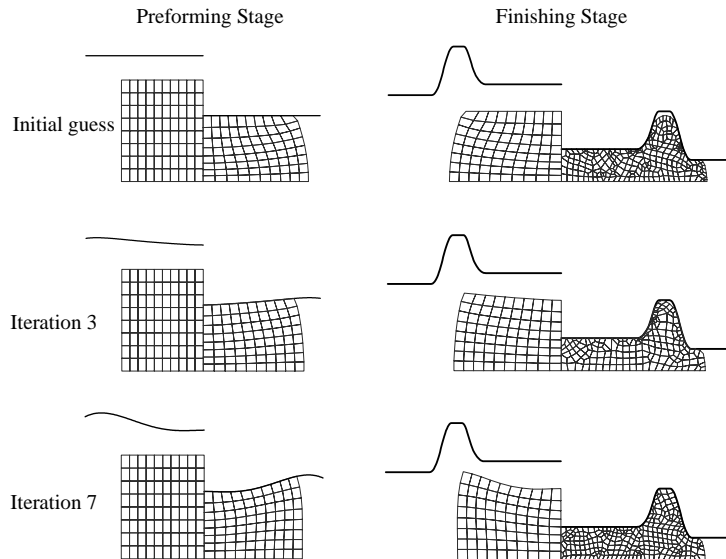 Preforming Stage
Finishing Stage
Initial guess
Iteration 3
Iteration 7